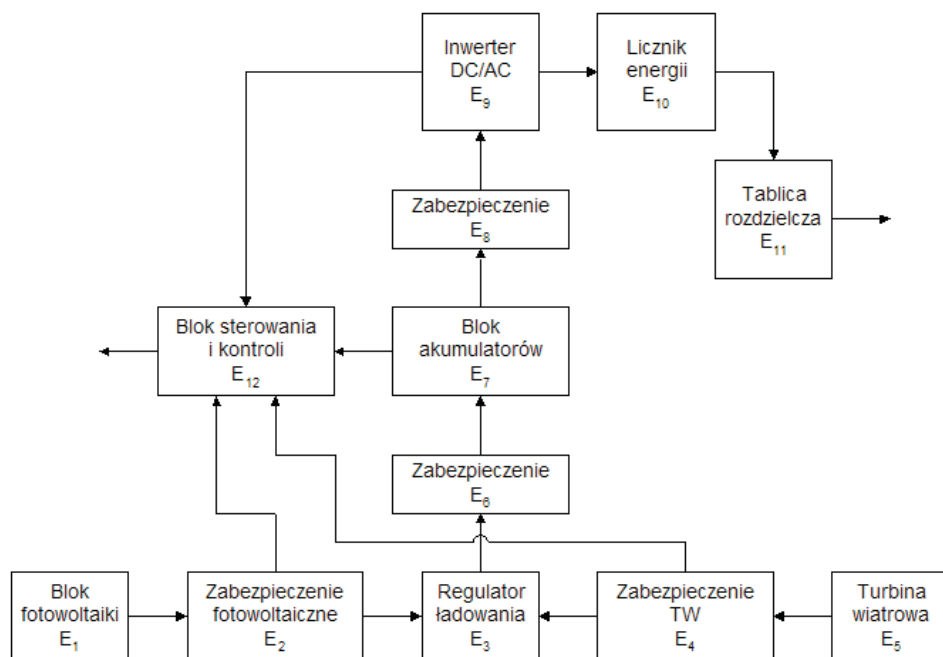 Inwerter
DC/AC
E₉
Licznik
energii
E₁₀
Zabezpieczenie
E₈
Tablica
rozdzielcza
E₁₁
Blok sterowania
i kontroli
E₁₂
Blok
akumulatorów
E₇
Zabezpieczenie
E₆
Blok
fotowoltaiki
E₁
Zabezpieczenie
fotowoltaiczne
E₂
Regulator
ładowania
E₃
Zabezpieczenie
TW
E₄
Turbina
wiatrowa
E₅